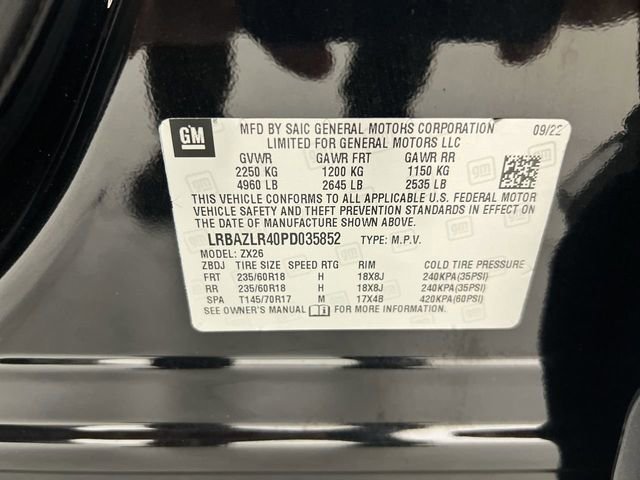 GM
MFD BY SAIC GENERAL MOTORS CORPORATION 09/22
LIMITED FOR GENERAL MOTORS LLC
GVWR GAWR FRT GAWR RR
2250 KG 1200 KG 1150 KG
4960 LB 2645 LB 2535 LB
THIS VEHICLE CONFORMS TO ALL APPLICABLE U.S. FEDERAL MOTOR
VEHICLE SAFETY AND THEFT PREVENTION STANDARDS IN EFFECT ON
THE DATE OF MANUFACTURE SHOWN ABOVE.
LRBAZLR40PD035852 TYPE: M.P.V.
MODEL: ZX26
ZBDJ TIRE SIZE SPEED RTG RIM COLD TIRE PRESSURE
FRT 235/60R18 H 18X8J 240KPA(35PSI)
RR 235/60R18 H 18X8J 240KPA(35PSI)
SPA T145/70R17 M 17X4B 420KPA(60PSI)
SEE OWNER'S MANUAL FOR MORE INFORMATION.